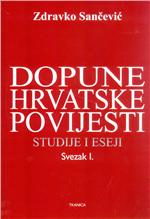 Zdravko Sančević
DOPUNE
HRVATSKE
POVIJESTI
STUDIJE I ESEJI
Svezak I.
TKANICA